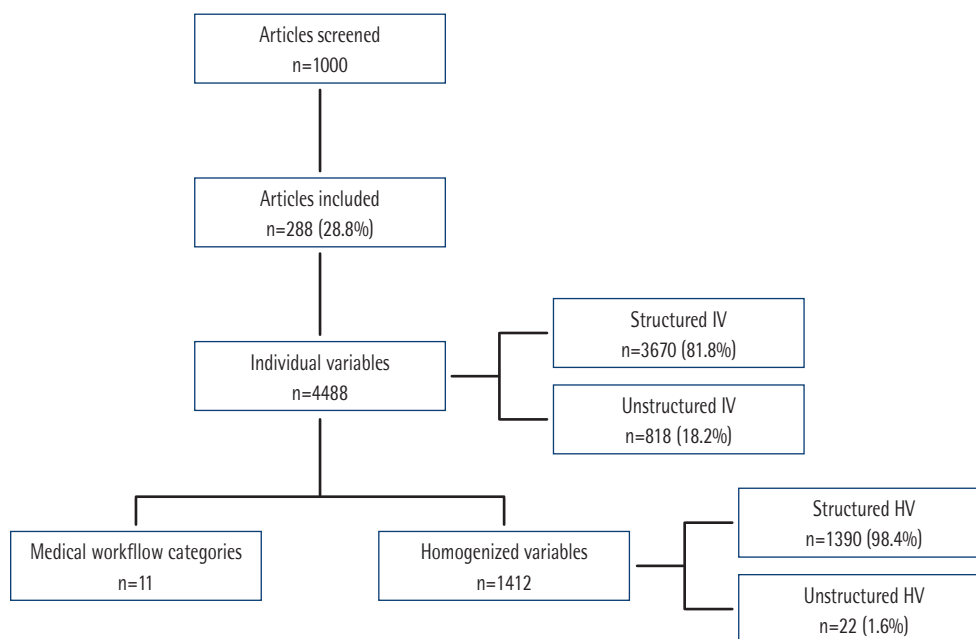 Articles screened
n=1000
Articles included
n=288 (28.8%)
Individual variables
n=4488
Structured IV
n=3670 (81.8%)
Unstructured IV
n=818 (18.2%)
Medical workfllow categories
n=11
Homogenized variables
n=1412
Structured HV
n=1390 (98.4%)
Unstructured HV
n=22 (1.6%)